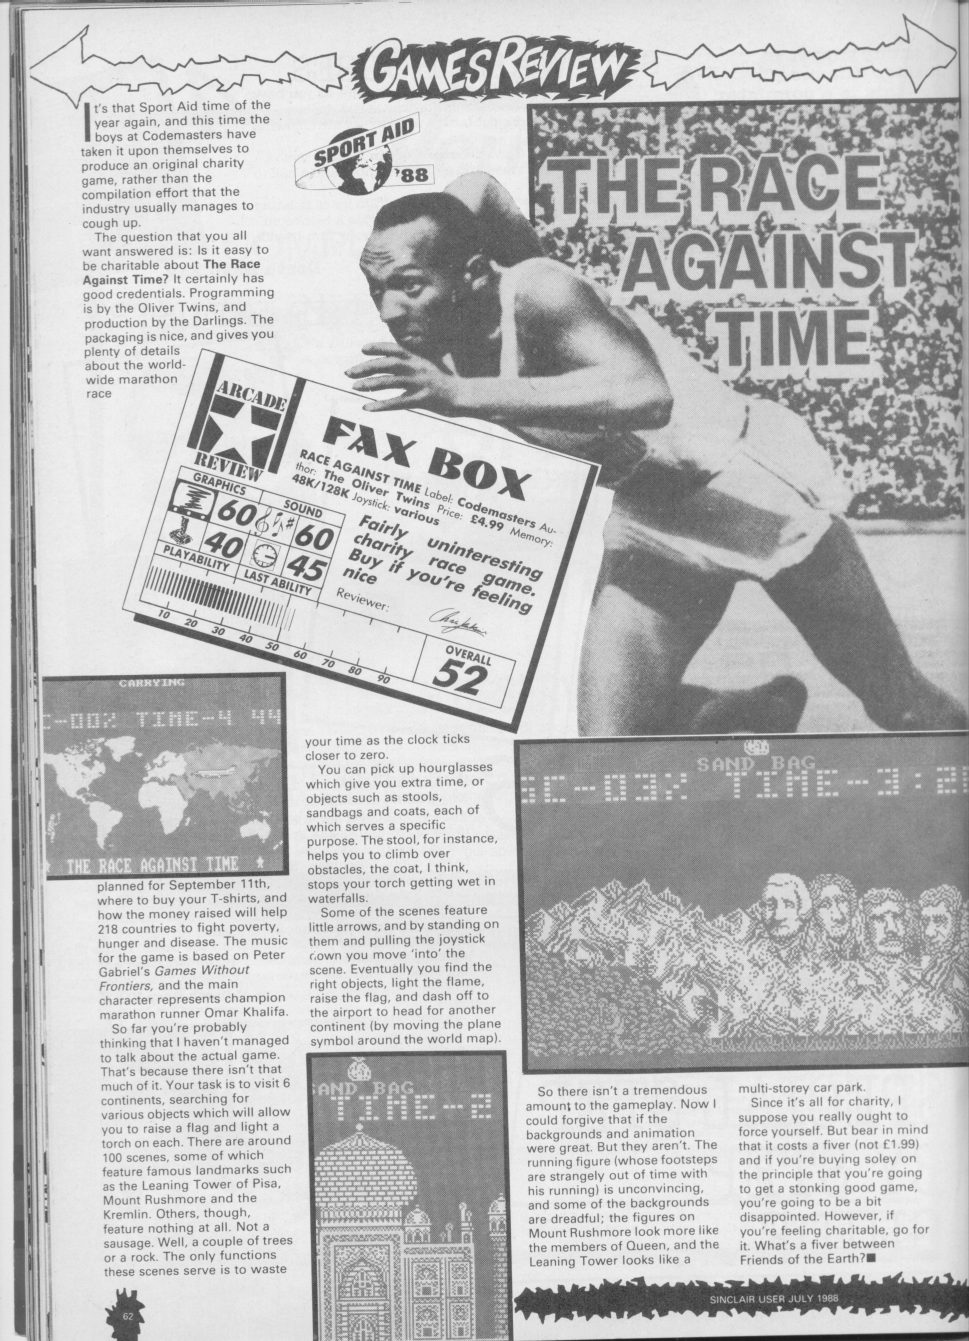 GAMES REVIEW
It's that Sport Aid time of the
year again, and this time the
boys at Codemasters have
taken it upon themselves to
produce an original charity
game, rather than the
compilation effort that the
industry usually manages to
cough up.
The question that you all
want answered is: Is it easy to
be charitable about The Race
Against Time? It certainly has
good credentials. Programming
is by the Oliver Twins, and
production by the Darlings. The
packaging is nice, and gives you
plenty of details
about the world-
wide marathon
race
SPORT AID
'88
THE RACE
AGAINST
TIME
ARCADE
REVIEW
FAX BOX
RACE AGAINST TIME Label: Codemasters Au-
thor: The Oliver Twins Price: £4.99 Memory:
48K/128K Joystick: various
GRAPHICS
60
SOUND
60
40
PLAYABILITY
45
LAST ABILITY
Fairly uninteresting
charity race game.
Buy if you're feeling
nice
Reviewer:
10 20 30 40 50 60 70 80 90
OVERALL
52
CARRYING
C-00% TIME-4 44
★ THE RACE AGAINST TIME ★
planned for September 11th,
where to buy your T-shirts, and
how the money raised will help
218 countries to fight poverty,
hunger and disease. The music
for the game is based on Peter
Gabriel's Games Without
Frontiers, and the main
character represents champion
marathon runner Omar Khalifa.
So far you're probably
thinking that I haven't managed
to talk about the actual game.
That's because there isn't that
much of it. Your task is to visit 6
continents, searching for
various objects which will allow
you to raise a flag and light a
torch on each. There are around
100 scenes, some of which
feature famous landmarks such
as the Leaning Tower of Pisa,
Mount Rushmore and the
Kremlin. Others, though,
feature nothing at all. Not a
sausage. Well, a couple of trees
or a rock. The only functions
these scenes serve is to waste
your time as the clock ticks
closer to zero.
You can pick up hourglasses
which give you extra time, or
objects such as stools,
sandbags and coats, each of
which serves a specific
purpose. The stool, for instance,
helps you to climb over
obstacles, the coat, I think,
stops your torch getting wet in
waterfalls.
Some of the scenes feature
little arrows, and by standing on
them and pulling the joystick
down you move 'into' the
scene. Eventually you find the
right objects, light the flame,
raise the flag, and dash off to
the airport to head for another
continent (by moving the plane
symbol around the world map).
SAND BAG
TIME-2
SAND BAG
SC-03% TIME-3:2
So there isn't a tremendous
amount to the gameplay. Now I
could forgive that if the
backgrounds and animation
were great. But they aren't. The
running figure (whose footsteps
are strangely out of time with
his running) is unconvincing,
and some of the backgrounds
are dreadful; the figures on
Mount Rushmore look more like
the members of Queen, and the
Leaning Tower looks like a
multi-storey car park.
Since it's all for charity, I
suppose you really ought to
force yourself. But bear in mind
that it costs a fiver (not £1.99)
and if you're buying soley on
the principle that you're going
to get a stonking good game,
you're going to be a bit
disappointed. However, if
you're feeling charitable, go for
it. What's a fiver between
Friends of the Earth?■
62
SINCLAIR USER JULY 1988